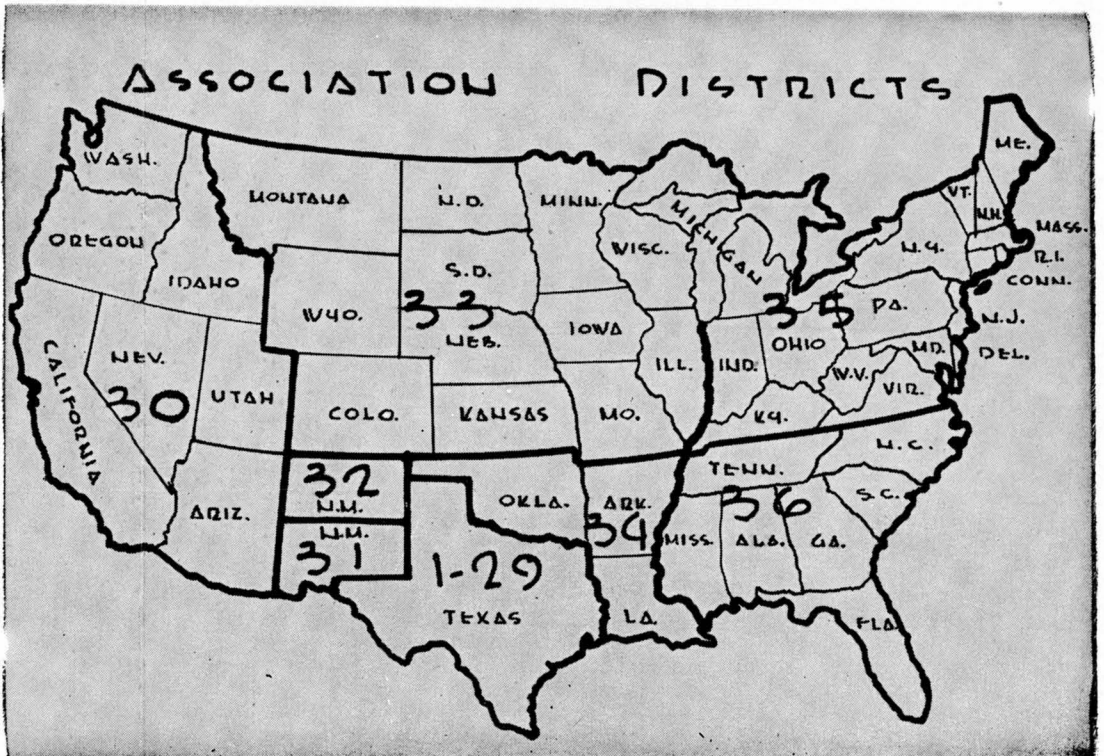 ASSOCIATION DISTRICTS
WASH.
OREGON
IDAHO
MONTANA
WYO.
N.D.
S.D.
33
NEB.
MINN.
WISC.
MICHIGAN
IOWA
ILL.
IND.
OHIO
35
PA.
N.Y.
VT.
N.H.
ME.
MASS.
R.I.
CONN.
N.J.
DEL.
MD.
W.V.
VIR.
KY.
CALIFORNIA
NEV.
30
UTAH
COLO.
KANSAS
MO.
ARIZ.
32
N.M.
N.M.
31
OKLA.
ARK.
34
TENN.
36
N.C.
S.C.
MISS.
ALA.
GA.
1-29
TEXAS
LA.
FLA.